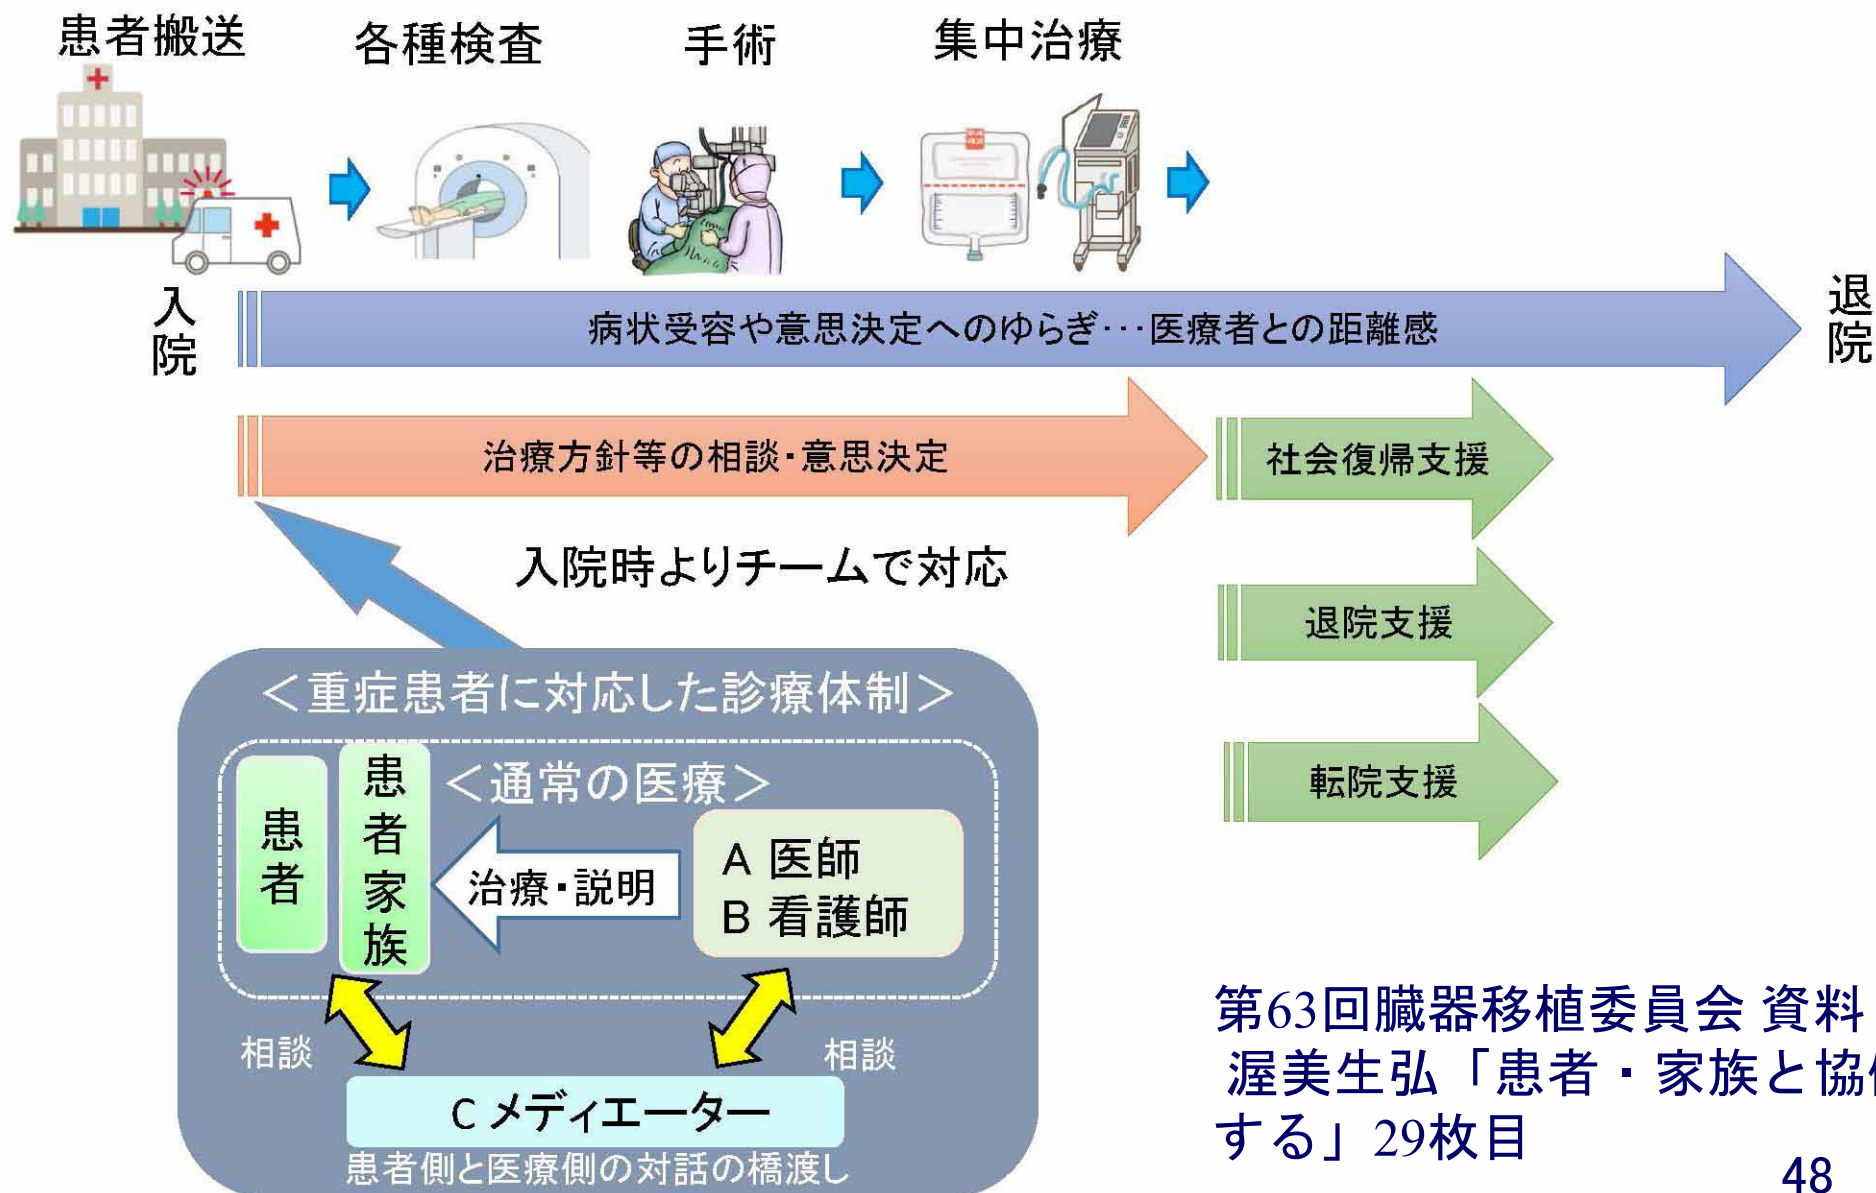 患者搬送
各種検査
手術
集中治療
入院
病状受容や意思決定へのゆらぎ･･･医療者との距離感
退院
治療方針等の相談・意思決定
社会復帰支援
入院時よりチームで対応
退院支援
転院支援
＜重症患者に対応した診療体制＞
＜通常の医療＞
患者
患者家族
治療・説明
A 医師
B 看護師
相談
相談
C メディエーター
患者側と医療側の対話の橋渡し
第63回臓器移植委員会 資料
渥美生弘「患者・家族と協
する」29枚目
48